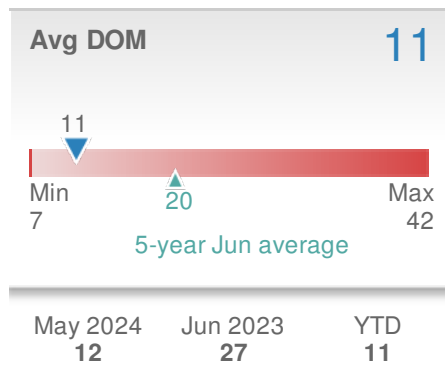 Avg DOM 11
11
Min Max
7 20 42
5-year Jun average
May 2024 Jun 2023 YTD
12 27 11